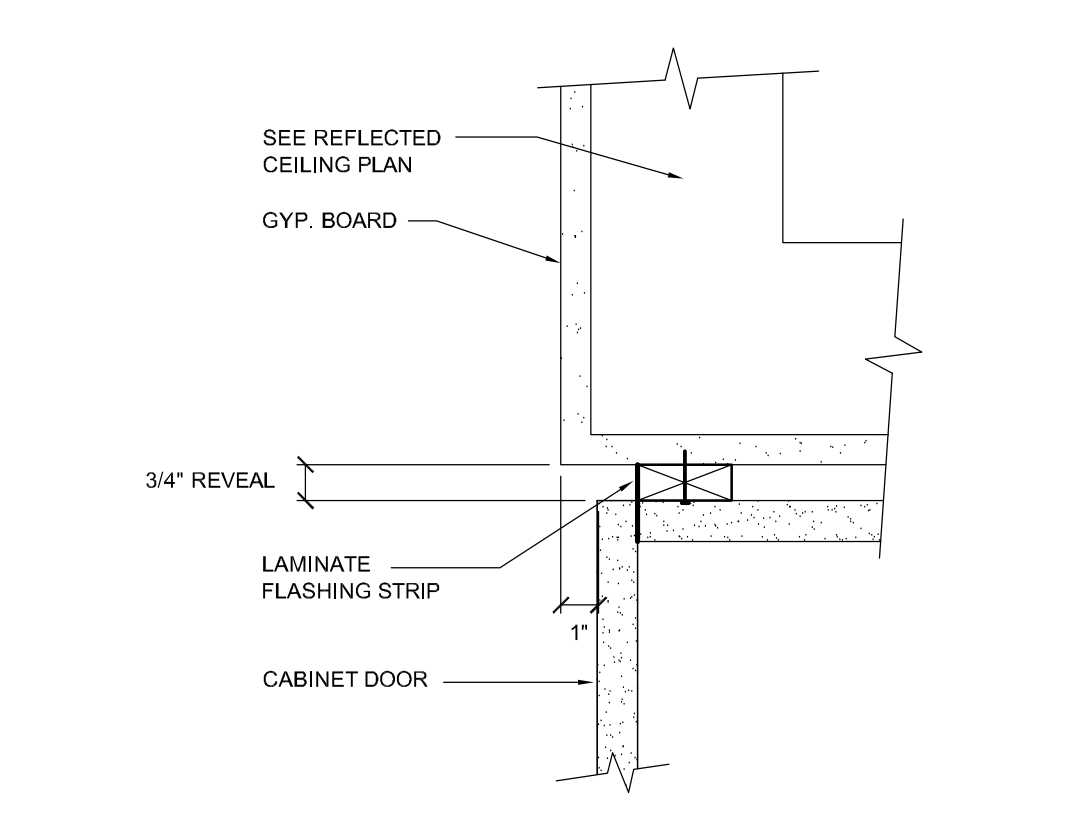 SEE REFLECTED
CEILING PLAN
GYP. BOARD
3/4" REVEAL
LAMINATE
FLASHING STRIP
1"
CABINET DOOR